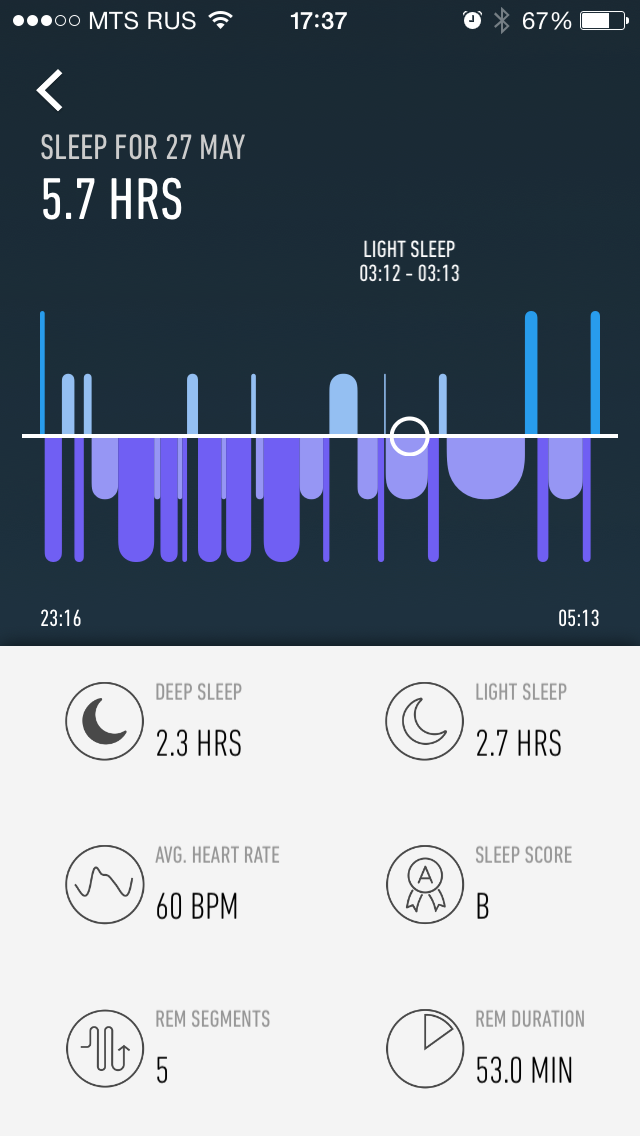 MTS RUS 17:37 67%
SLEEP FOR 27 MAY
5.7 HRS
LIGHT SLEEP
03:12 - 03:13
23:16 05:13
DEEP SLEEP LIGHT SLEEP
2.3 HRS 2.7 HRS
AVG. HEART RATE SLEEP SCORE
A
60 BPM B
REM SEGMENTS REM DURATION
5 53.0 MIN